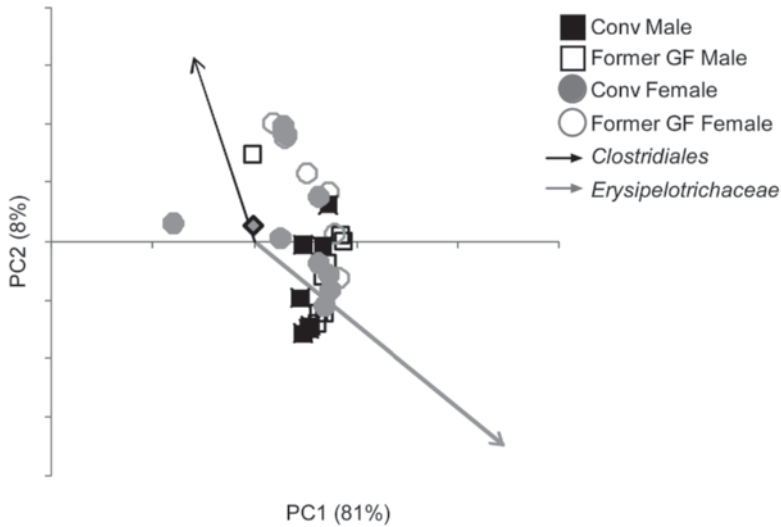 Conv Male
Former GF Male
Conv Female
Former GF Female
Clostridiales
Erysipelotrichaceae
PC2 (8%)
PC1 (81%)